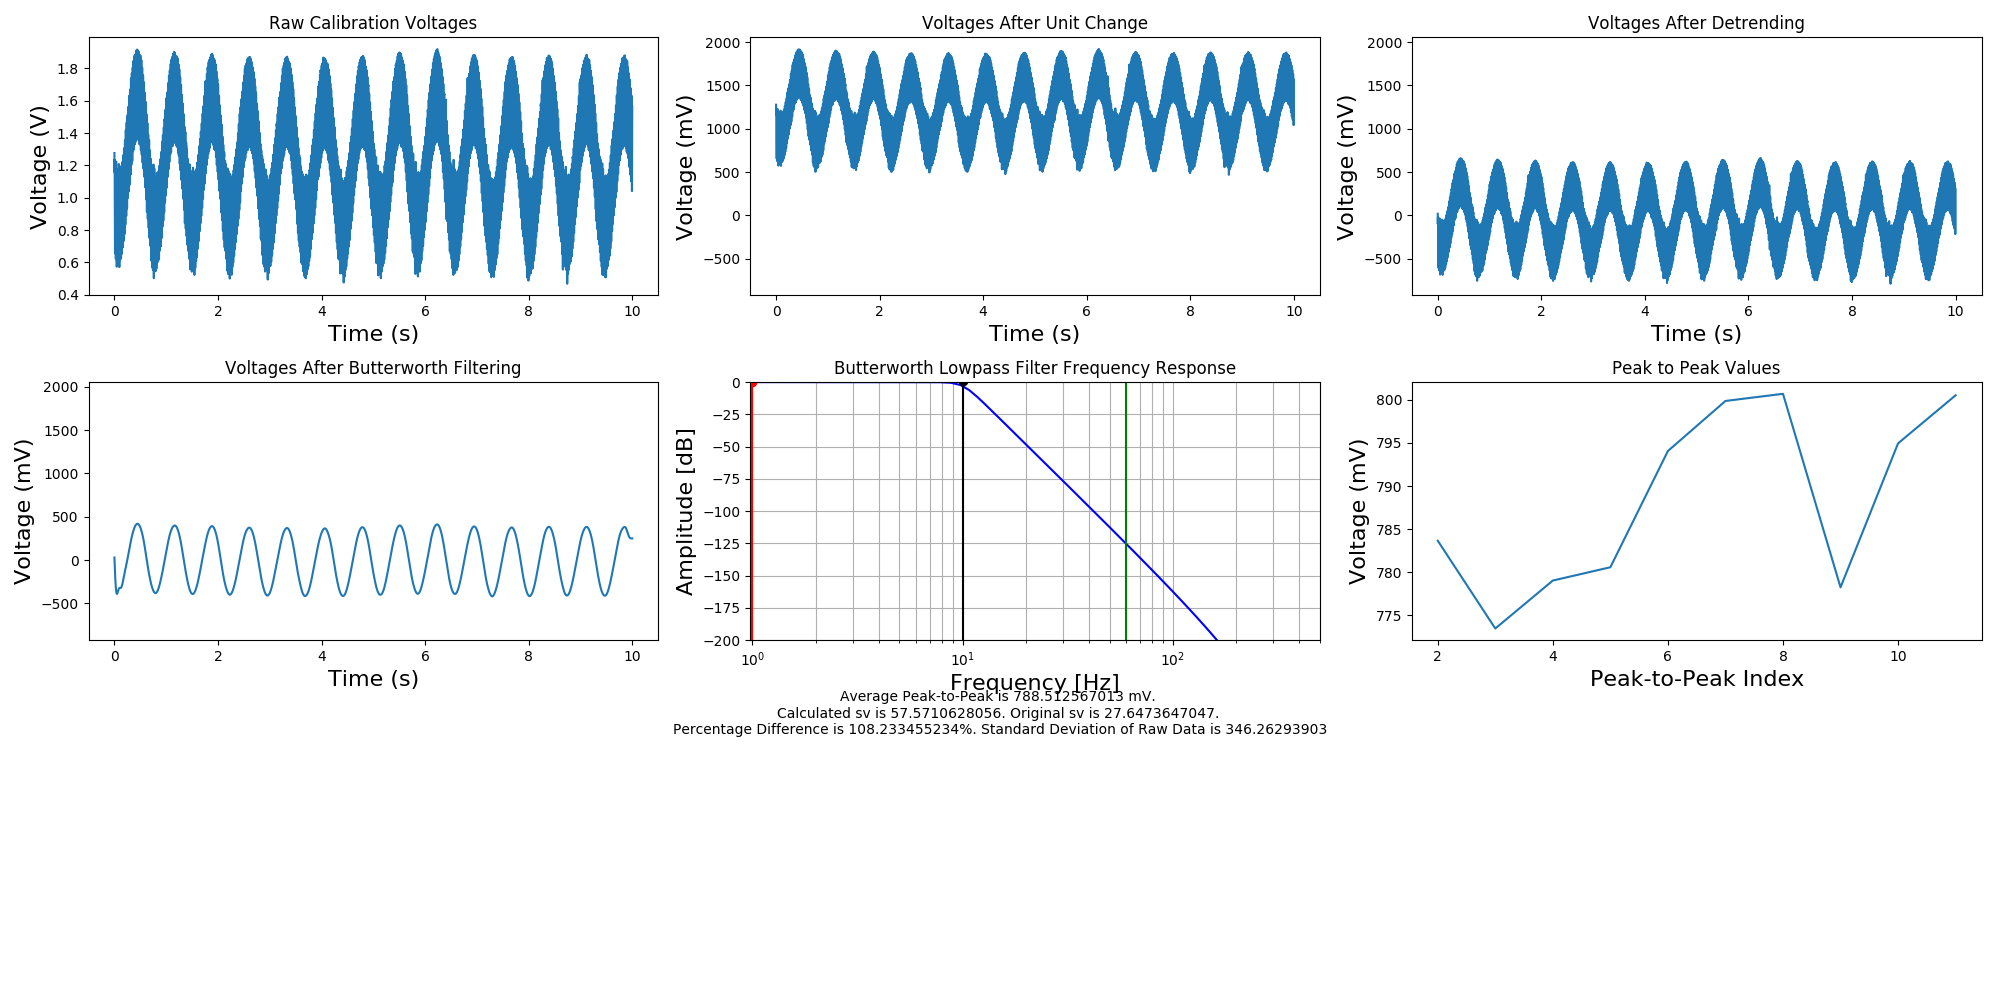 Raw Calibration Voltages
Voltage (V)
1.8
1.6
1.4
1.2
1.0
0.8
0.6
0.4
0 2 4 6 8 10
Time (s)
Voltages After Unit Change
Voltage (mV)
2000
1500
1000
500
0
−500
0 2 4 6 8 10
Time (s)
Voltages After Detrending
Voltage (mV)
2000
1500
1000
500
0
−500
0 2 4 6 8 10
Time (s)
Voltages After Butterworth Filtering
Voltage (mV)
2000
1500
1000
500
0
−500
0 2 4 6 8 10
Time (s)
Butterworth Lowpass Filter Frequency Response
Amplitude [dB]
0
−25
−50
−75
−100
−125
−150
−175
−200
10⁰ 10¹ 10²
Frequency [Hz]
Peak to Peak Values
Voltage (mV)
800
795
790
785
780
775
2 4 6 8 10
Peak-to-Peak Index
Average Peak-to-Peak is 788.512567013 mV.
Calculated sv is 57.5710628056. Original sv is 27.6473647047.
Percentage Difference is 108.233455234%. Standard Deviation of Raw Data is 346.26293903